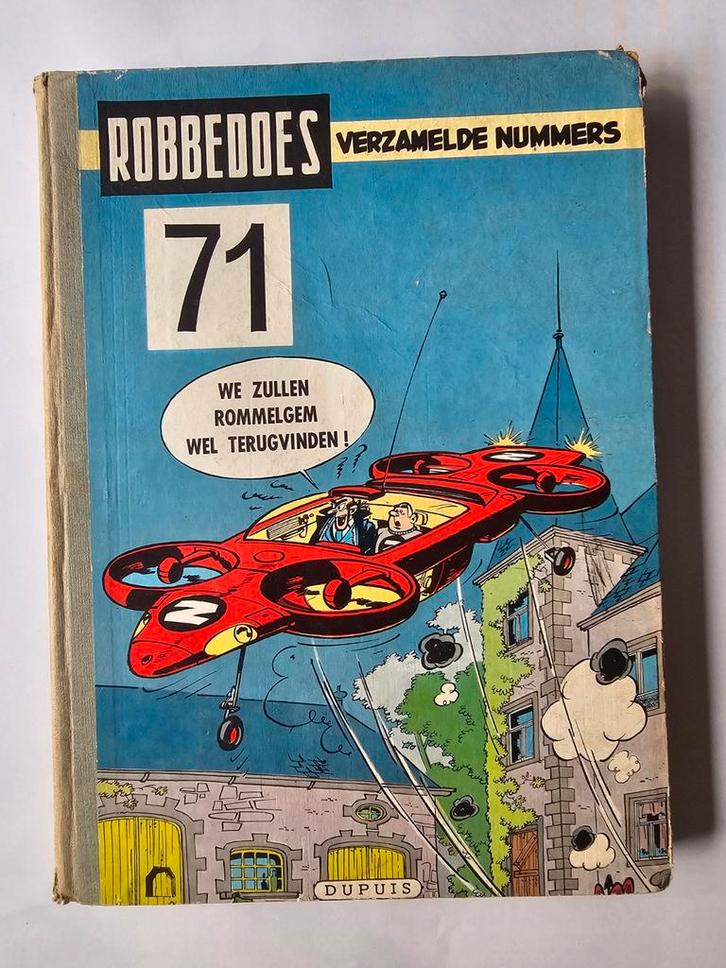 ROBBEDOES VERZAMELDE NUMMERS
71
WE ZULLEN
ROMMELGEM
WEL TERUGVINDEN!
N
N
DUPUIS